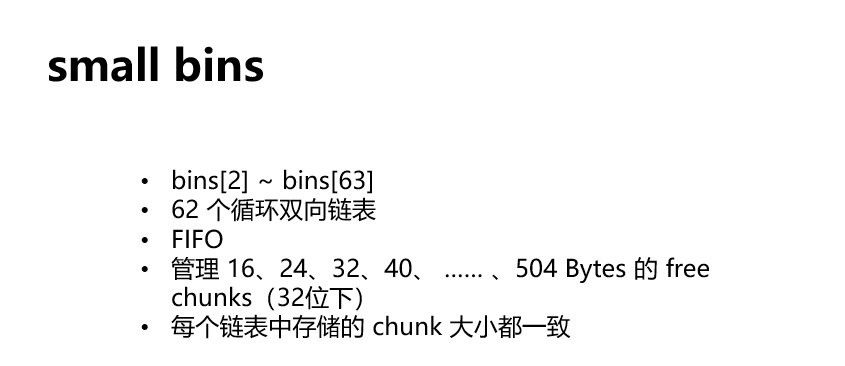 small bins
• bins[2] ~ bins[63]
• 62 个循环双向链表
• FIFO
• 管理 16、24、32、40、 …… 、504 Bytes 的 free
chunks（32位下）
• 每个链表中存储的 chunk 大小都一致